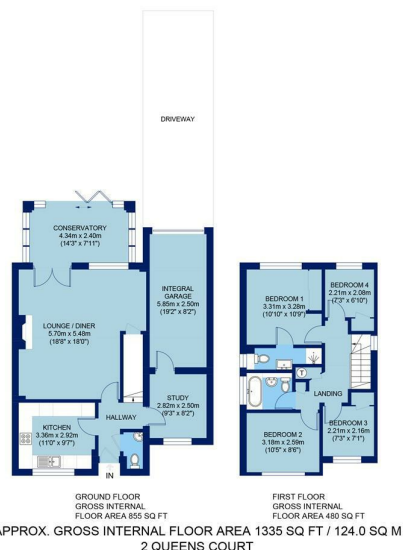 DRIVEWAY
CONSERVATORY
4.34m x 2.40m
(14'3" x 7'11")
INTEGRAL
GARAGE
5.85m x 2.50m
(19'2" x 8'2")
LOUNGE / DINER
5.70m x 5.48m
(18'8" x 18'0")
STUDY
2.82m x 2.50m
(9'3" x 8'2")
HALLWAY
KITCHEN
3.36m x 2.92m
(11'0" x 9'7")
IN
BEDROOM 1
3.31m x 3.28m
(10'10" x 10'9")
BEDROOM 4
2.21m x 2.08m
(7'3" x 6'10")
T
LANDING
BEDROOM 2
3.18m x 2.59m
(10'5" x 8'6")
BEDROOM 3
2.21m x 2.16m
(7'3" x 7'1")
GROUND FLOOR
GROSS INTERNAL
FLOOR AREA 855 SQ FT
FIRST FLOOR
GROSS INTERNAL
FLOOR AREA 480 SQ FT
APPROX. GROSS INTERNAL FLOOR AREA 1335 SQ FT / 124.0 SQ M
2 QUEENS COURT